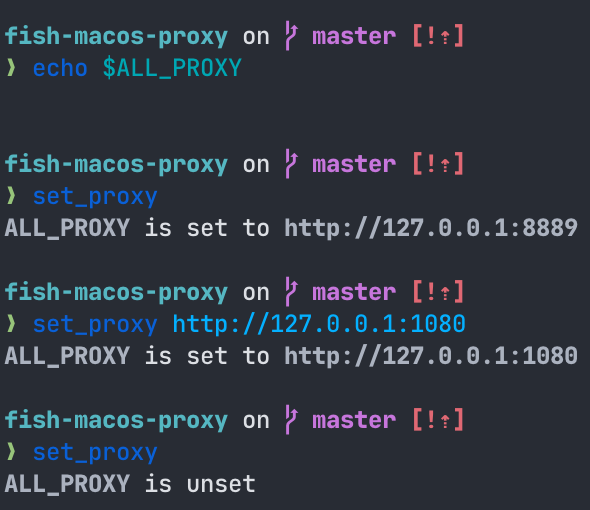 fish-macos-proxy on  master [!⇡]
❯ echo $ALL_PROXY
fish-macos-proxy on  master [!⇡]
❯ set_proxy
ALL_PROXY is set to http://127.0.0.1:8889
fish-macos-proxy on  master [!⇡]
❯ set_proxy http://127.0.0.1:1080
ALL_PROXY is set to http://127.0.0.1:1080
fish-macos-proxy on  master [!⇡]
❯ set_proxy
ALL_PROXY is unset